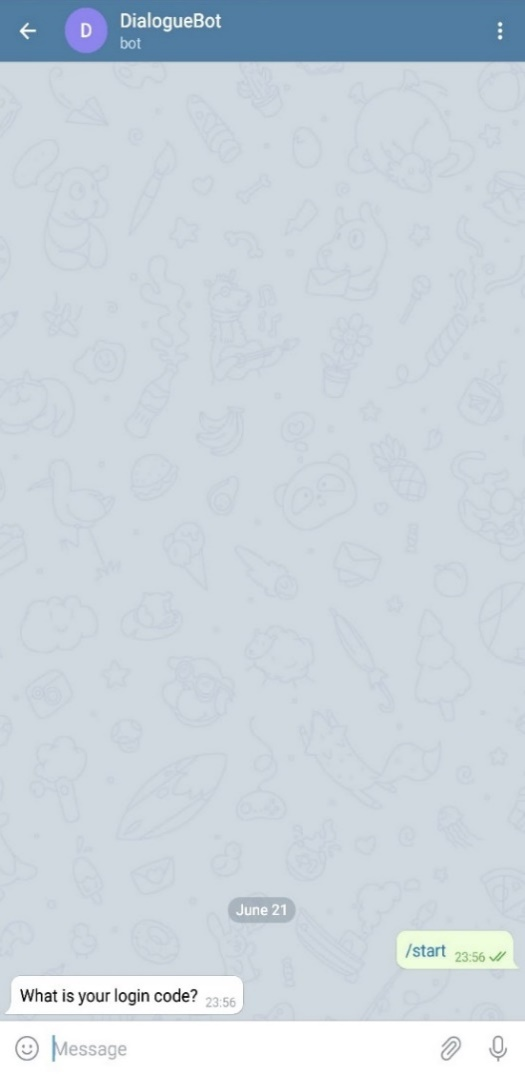 D
DialogueBot
bot
June 21
/start 23:56
What is your login code? 23:56
Message